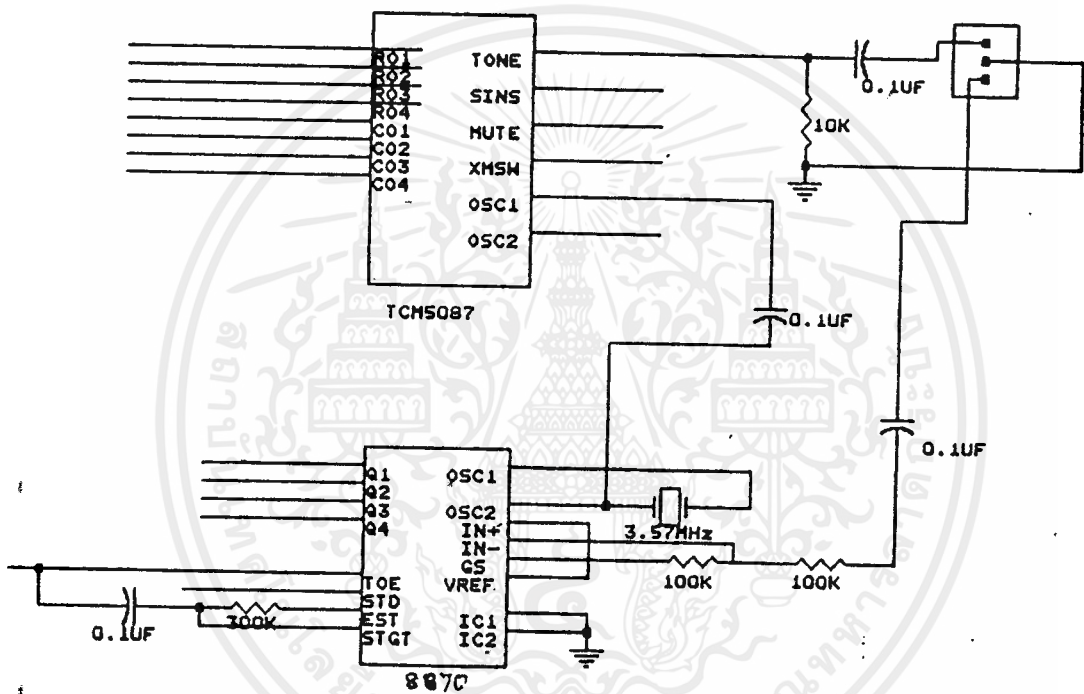 RO1
RO2
RO3
RO4
CO1
CO2
CO3
CO4
TONE
SINS
MUTE
XMSW
OSC1
OSC2
TCM5087
0.1UF
10K
0.1UF
0.1UF
Q1
Q2
Q3
Q4
TOE
STD
EST
STGT
OSC1
OSC2
IN+
IN-
GS
VREF
IC1
IC2
8870
3.57MHz
100K
100K
0.1UF
300K